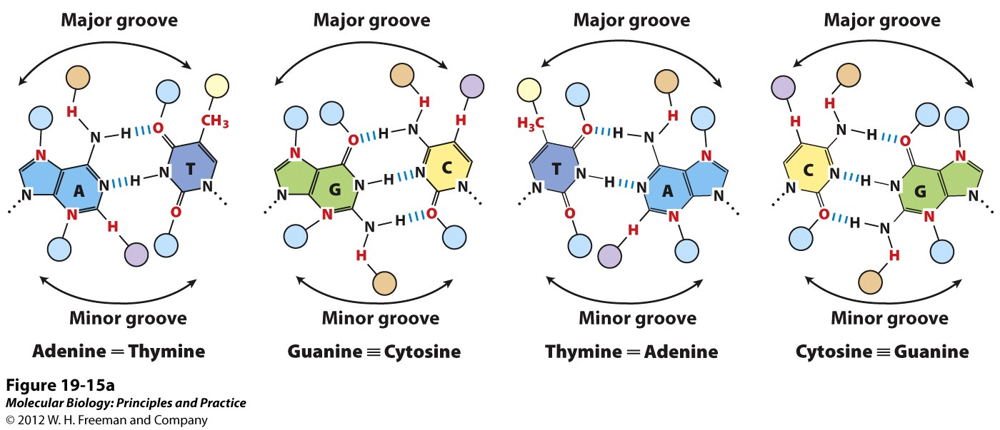 Major groove Major groove Major groove Major groove
H O CH₃ H H H₃C O H H H
N H N O H N N H N H O N
N A N H N T N G N H N C T N H N A C N H N G
N N N N N N N N
N H O N N H O O H N O H N N
H H
Minor groove Minor groove Minor groove Minor groove
Adenine = Thymine Guanine ≡ Cytosine Thymine = Adenine Cytosine ≡ Guanine
Figure 19-15a
Molecular Biology: Principles and Practice
© 2012 W. H. Freeman and Company